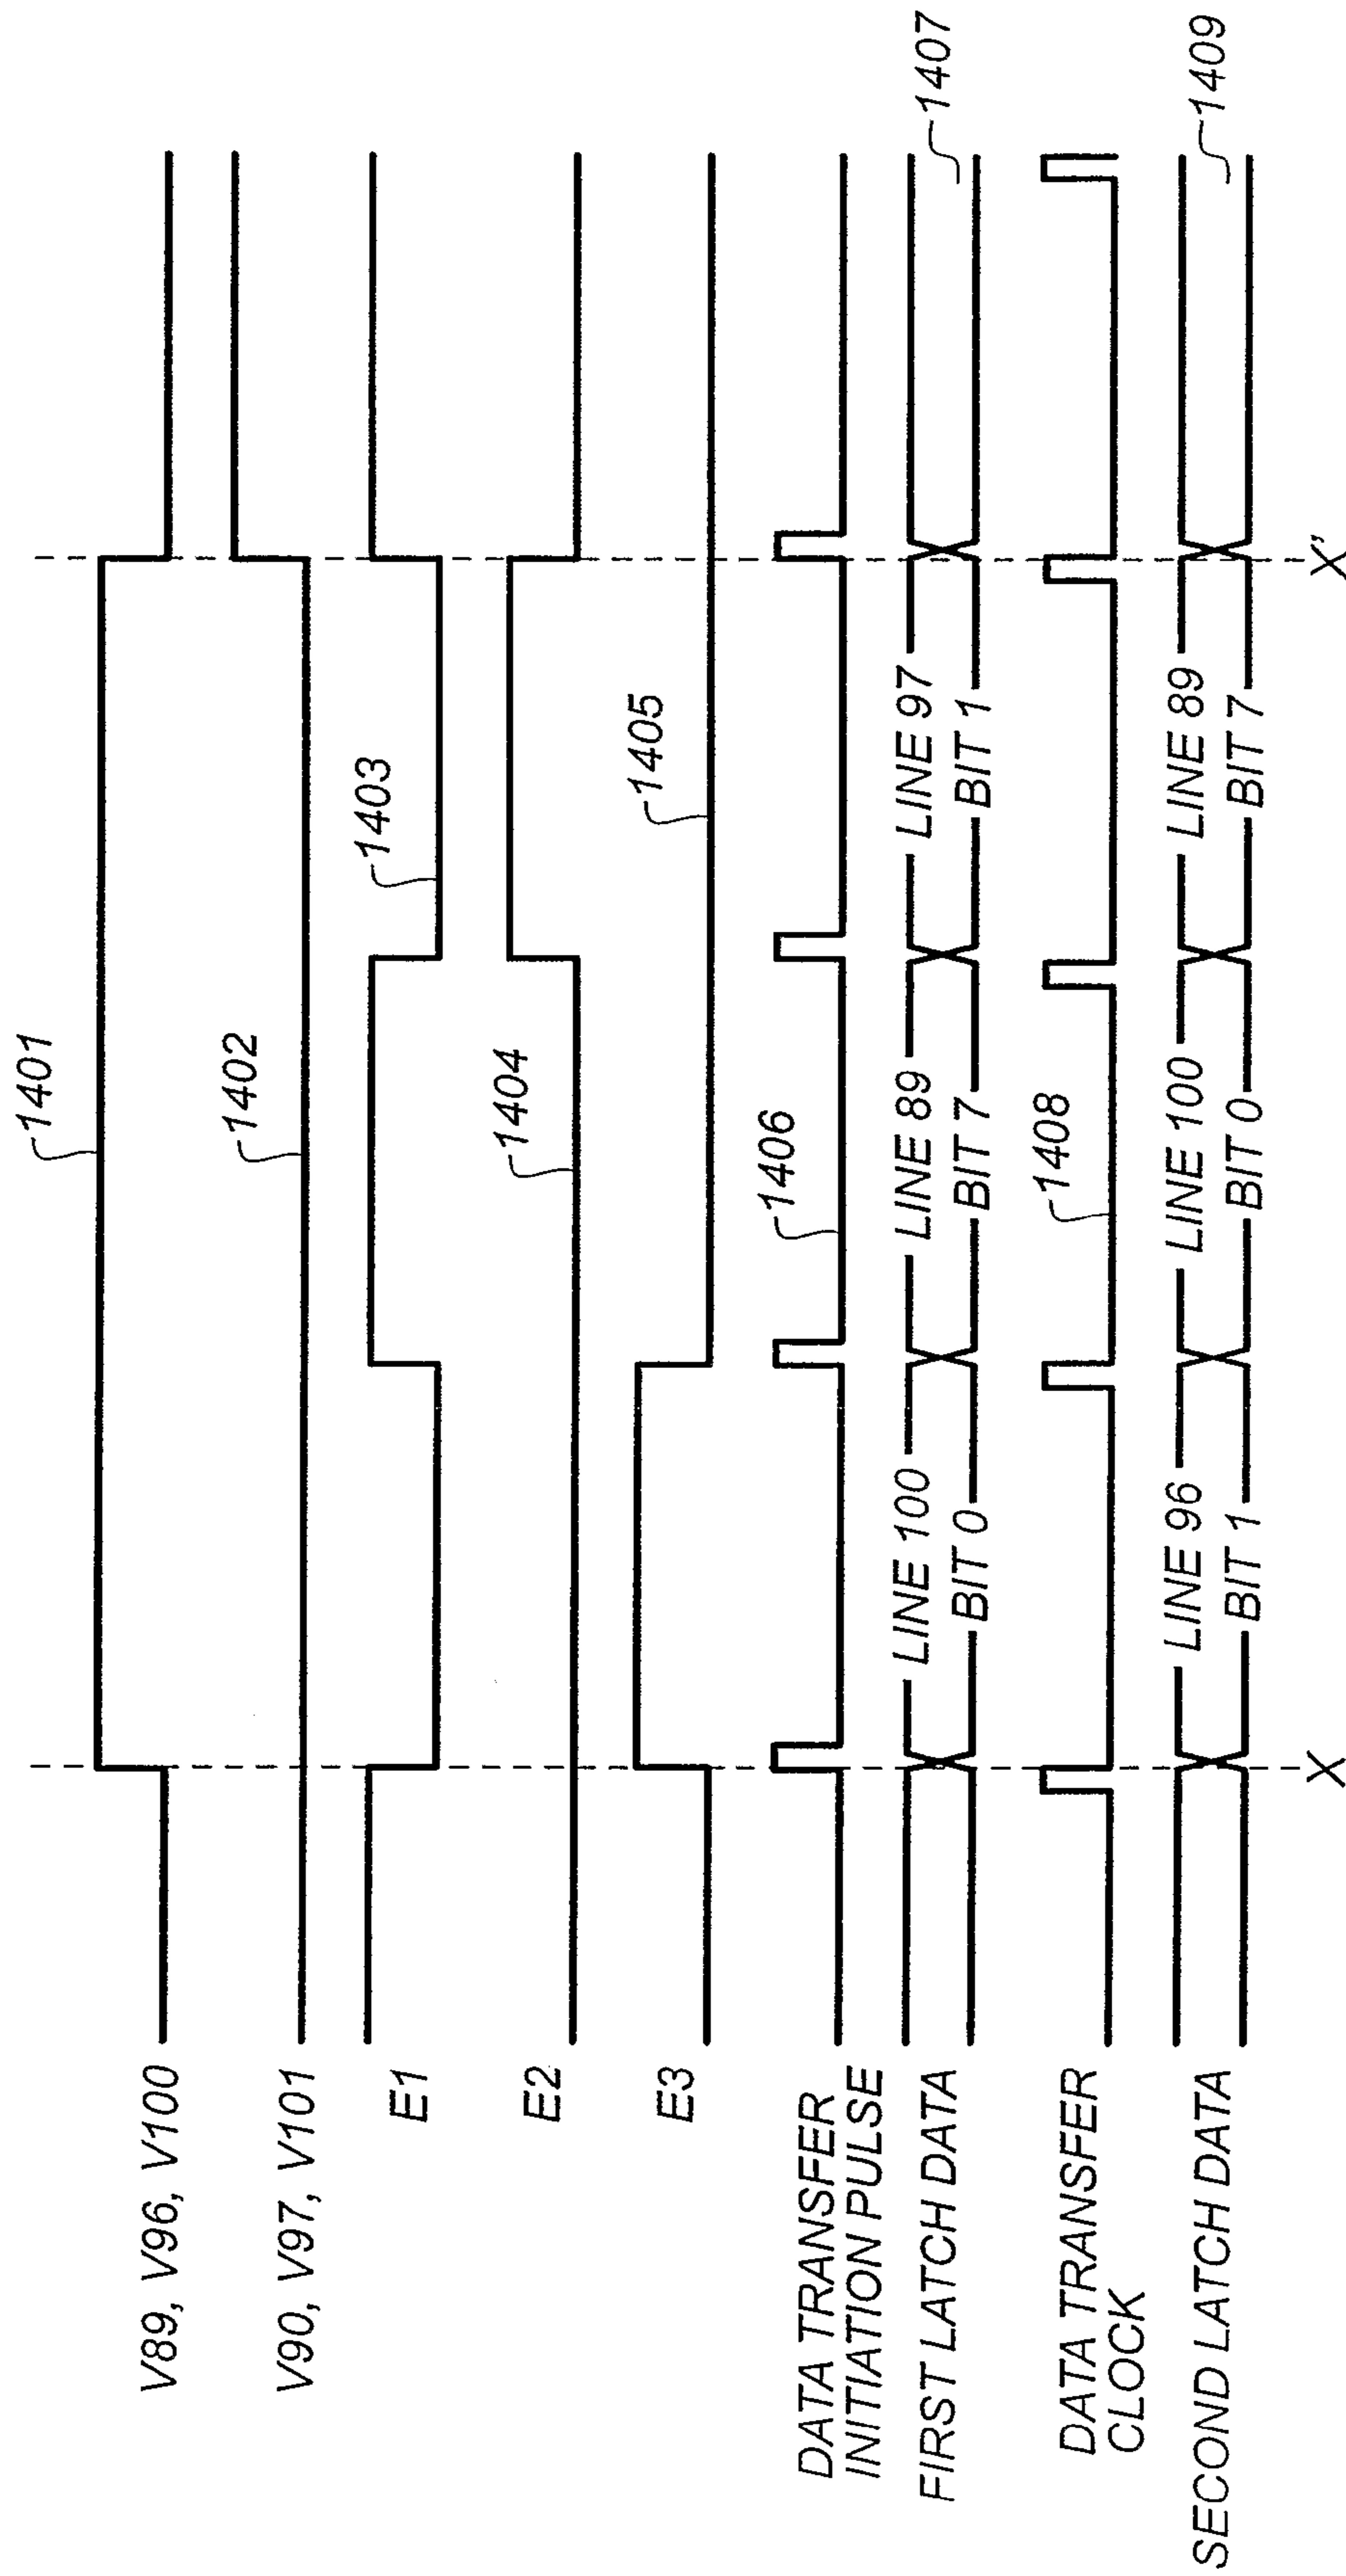 1401
V89, V96, V100
1402
V90, V97, V101
1403
E1
1404
E2
1405
E3
1406
DATA TRANSFER
INITIATION PULSE
FIRST LATCH DATA
LINE 100
BIT 0
LINE 89
BIT 7
LINE 97
BIT 1
1407
1408
DATA TRANSFER
CLOCK
SECOND LATCH DATA
LINE 96
BIT 1
LINE 100
BIT 0
LINE 89
BIT 7
1409
X
X'